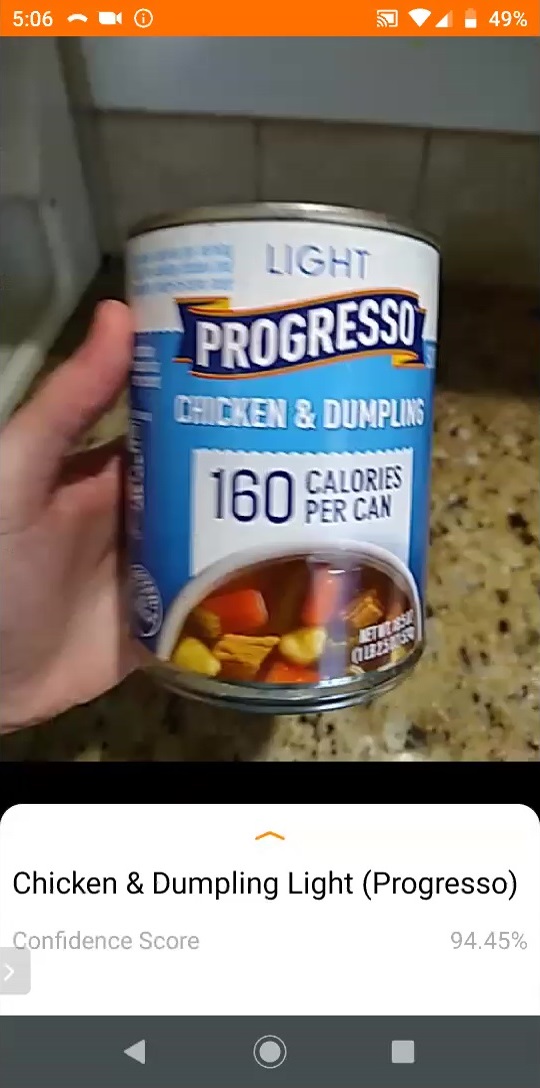 5:06
49%
LIGHT
PROGRESSO
CHICKEN & DUMPLING
160 CALORIES
PER CAN
NET WT
Chicken & Dumpling Light (Progresso)
Confidence Score 94.45%